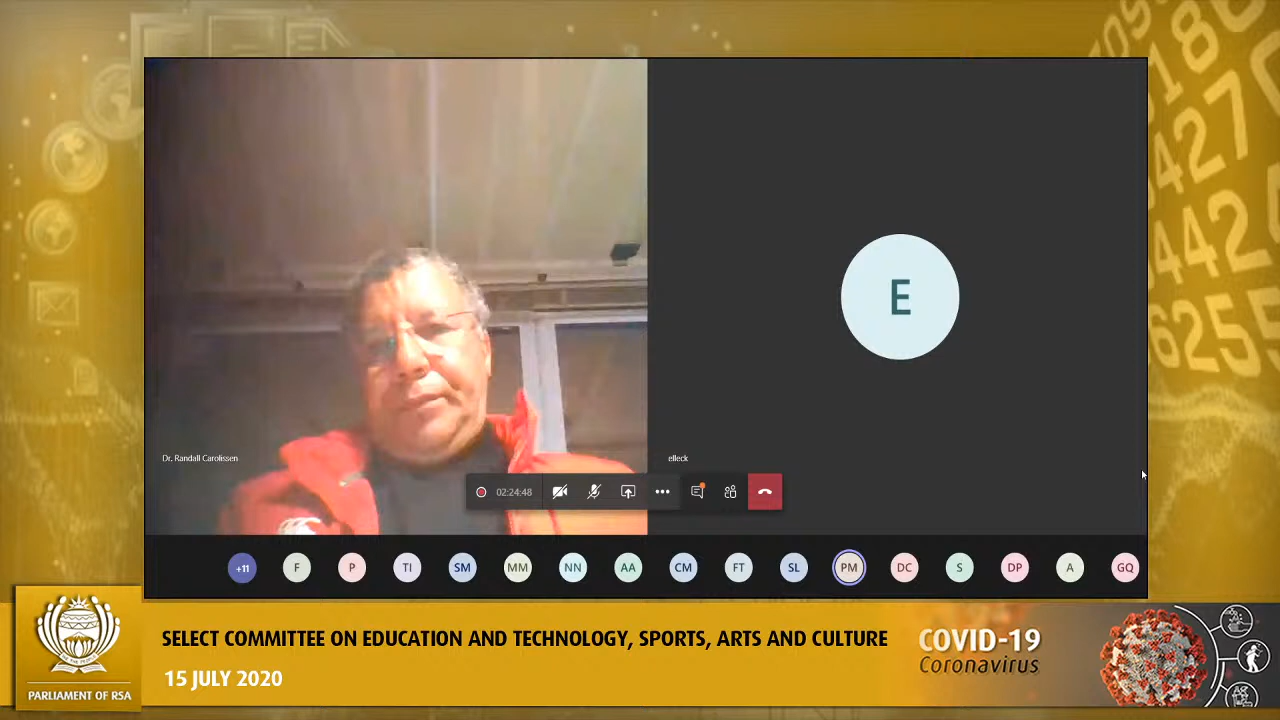 E
Dr. Randall Carolissen
elleck
02:24:48
+11
F
P
TI
SM
MM
NN
AA
CM
FT
SL
PM
DC
S
DP
A
GQ
SELECT COMMITTEE ON EDUCATION AND TECHNOLOGY, SPORTS, ARTS AND CULTURE
15 JULY 2020
COVID-19
Coronavirus
PARLIAMENT OF RSA